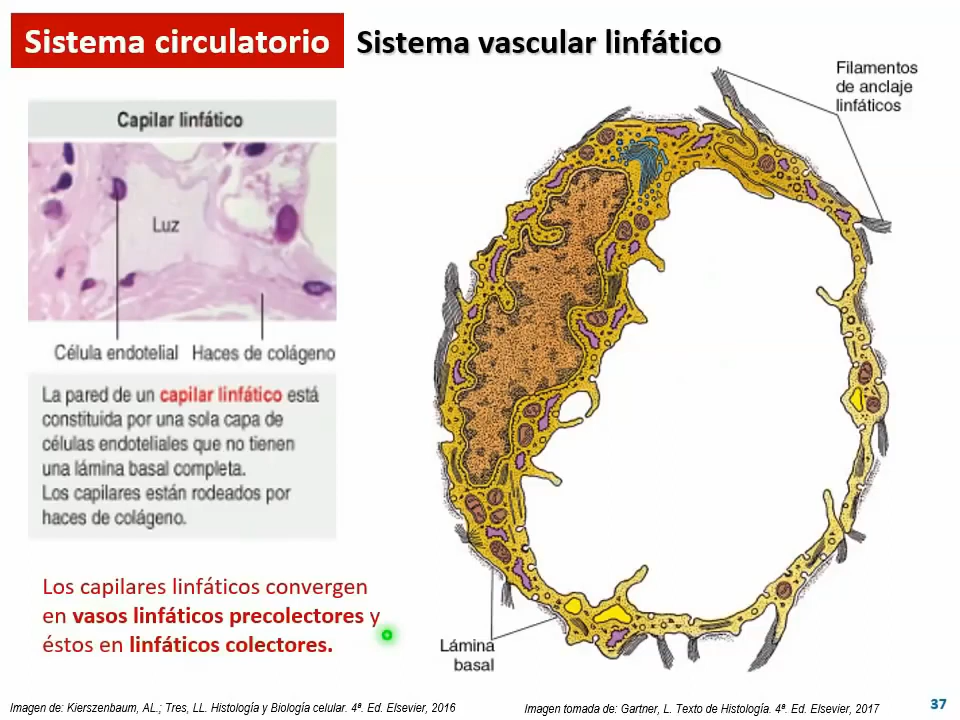 Sistema circulatorio
Sistema vascular linfático
Filamentos
de anclaje
linfáticos
Capilar linfático
Luz
Célula endotelial
Haces de colágeno
La pared de un capilar linfático está
constituida por una sola capa de
células endoteliales que no tienen
una lámina basal completa.
Los capilares están rodeados por
haces de colágeno.
Los capilares linfáticos convergen
en vasos linfáticos precolectores y
éstos en linfáticos colectores.
Lámina
basal
Imagen de: Kierszenbaum, AL.; Tres, LL. Histología y Biología celular. 4ª. Ed. Elsevier, 2016
Imagen tomada de: Gartner, L. Texto de Histología. 4ª. Ed. Elsevier, 2017
37